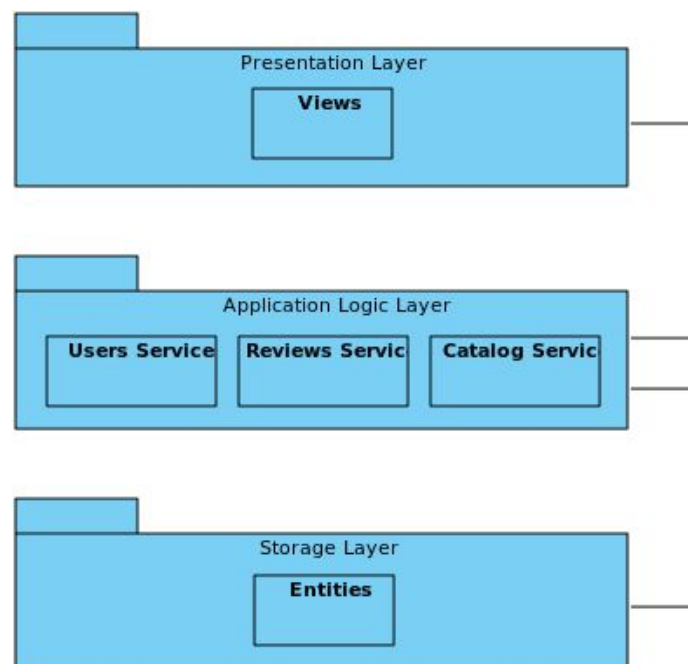 Presentation Layer
Views
Application Logic Layer
Users Service Reviews Servic Catalog Servic
Storage Layer
Entities